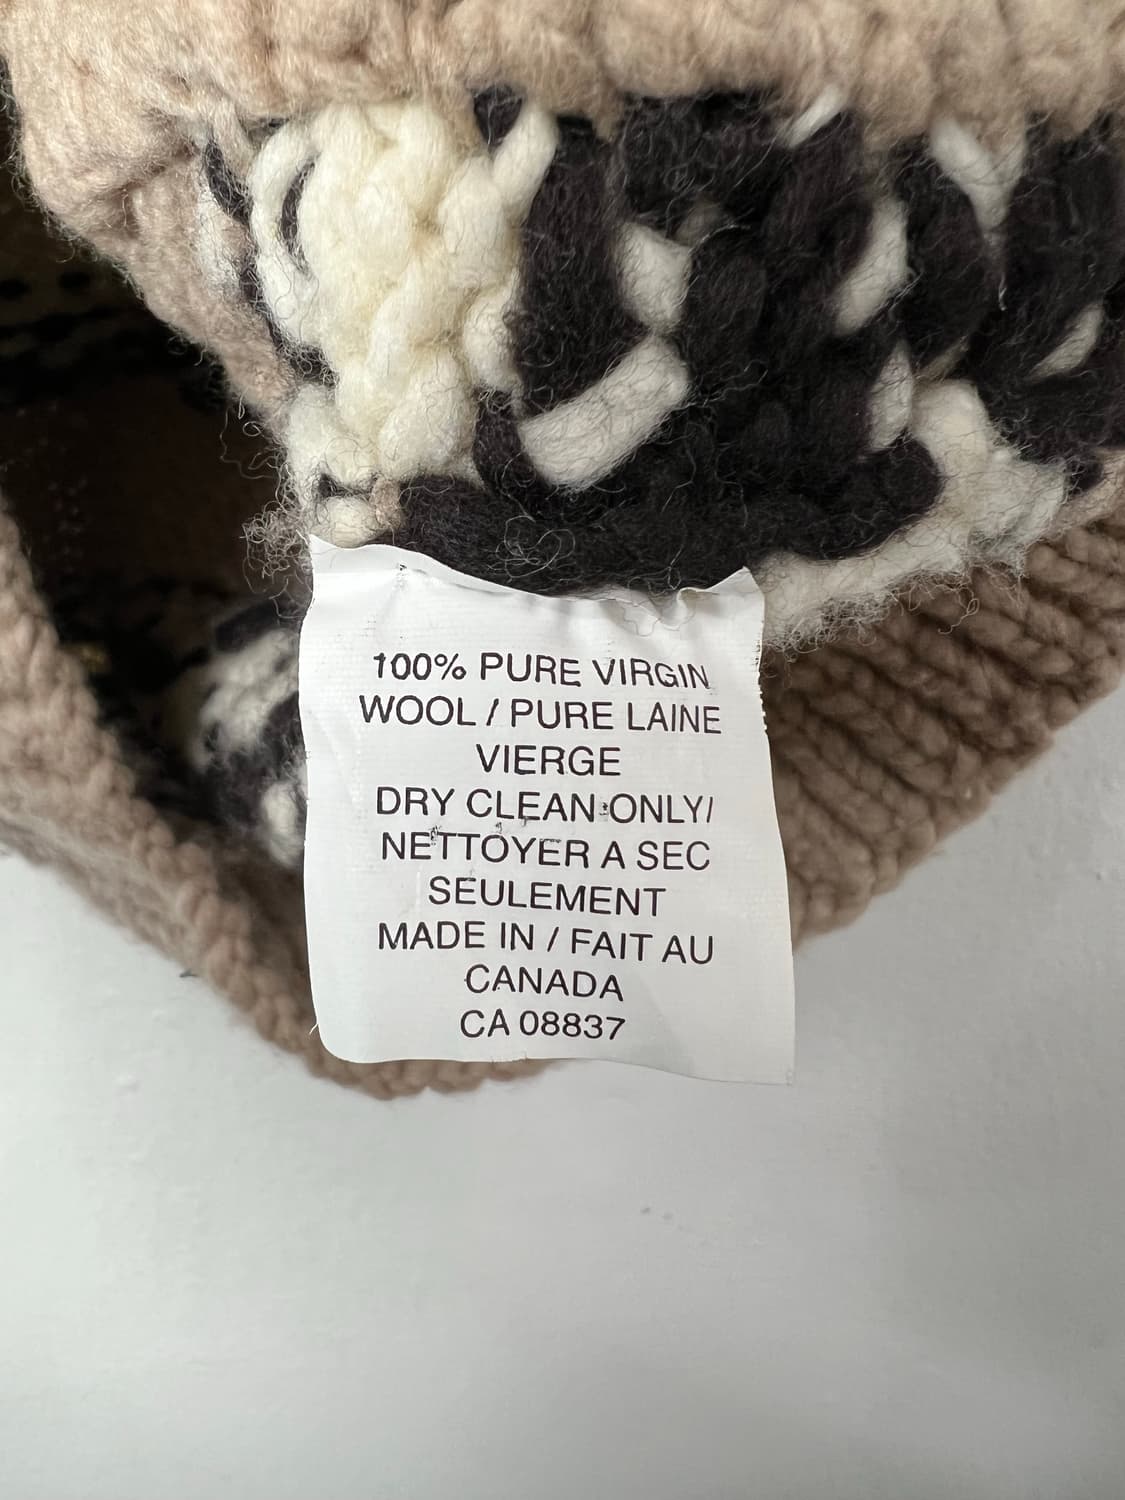 100% PURE VIRGIN
WOOL / PURE LAINE
VIERGE
DRY CLEAN ONLY/
NETTOYER A SEC
SEULEMENT
MADE IN / FAIT AU
CANADA
CA 08837